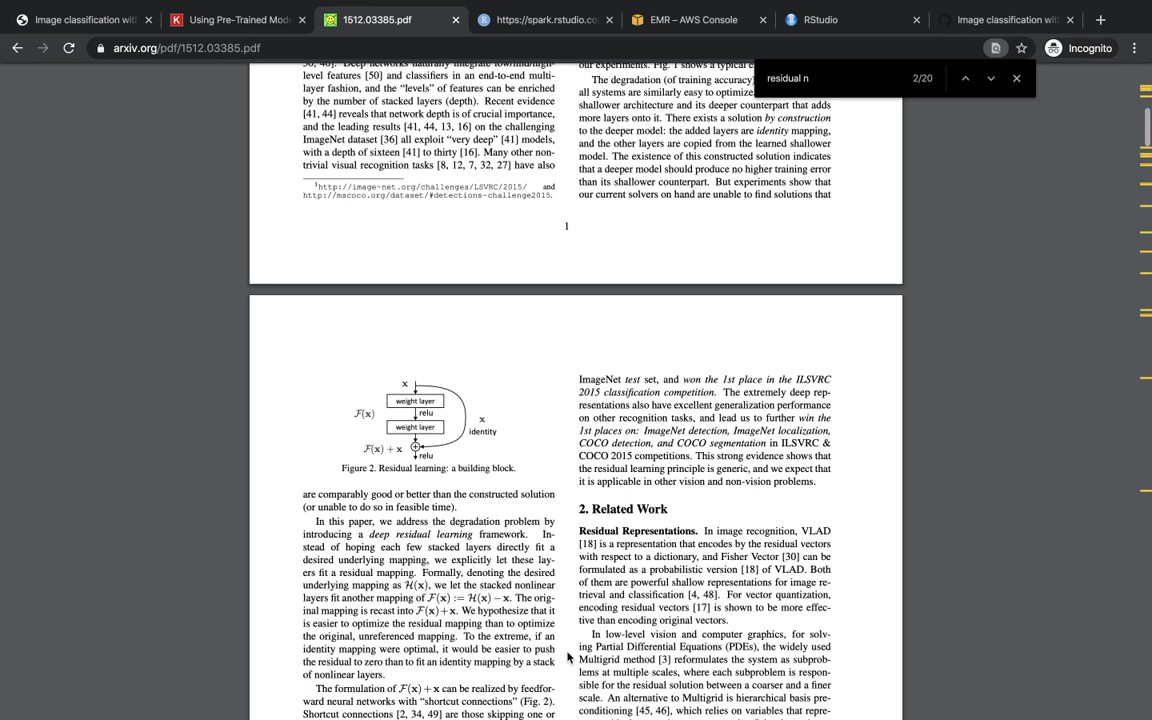 Image classification with
Using Pre-Trained Mode
1512.03385.pdf
https://spark.rstudio.co
EMR – AWS Console
RStudio
Image classification with
arxiv.org/pdf/1512.03385.pdf
Incognito
residual n
2/20
level features [50] and classifiers in an end-to-end multi-
layer fashion, and the “levels” of features can be enriched
by the number of stacked layers (depth). Recent evidence
[41, 44] reveals that network depth is of crucial importance,
and the leading results [41, 44, 13, 16] on the challenging
ImageNet dataset [36] all exploit “very deep” [41] models,
with a depth of sixteen [41] to thirty [16]. Many other non-
trivial visual recognition tasks [8, 12, 7, 32, 27] have also
1http://image-net.org/challenges/LSVRC/2015/ and
http://mscoco.org/dataset/#detections-challenge2015.
our experiments. Fig. 1 shows a typical e
The degradation (of training accuracy)
all systems are similarly easy to optimize.
shallower architecture and its deeper counterpart that adds
more layers onto it. There exists a solution by construction
to the deeper model: the added layers are identity mapping,
and the other layers are copied from the learned shallower
model. The existence of this constructed solution indicates
that a deeper model should produce no higher training error
than its shallower counterpart. But experiments show that
our current solvers on hand are unable to find solutions that
1
x
weight layer
F(x)
relu
weight layer
x
identity
F(x) + x
relu
Figure 2. Residual learning: a building block.
are comparably good or better than the constructed solution
(or unable to do so in feasible time).
In this paper, we address the degradation problem by
introducing a deep residual learning framework. In-
stead of hoping each few stacked layers directly fit a
desired underlying mapping, we explicitly let these lay-
ers fit a residual mapping. Formally, denoting the desired
underlying mapping as H(x), we let the stacked nonlinear
layers fit another mapping of F(x) := H(x) − x. The orig-
inal mapping is recast into F(x)+x. We hypothesize that it
is easier to optimize the residual mapping than to optimize
the original, unreferenced mapping. To the extreme, if an
identity mapping were optimal, it would be easier to push
the residual to zero than to fit an identity mapping by a stack
of nonlinear layers.
The formulation of F(x)+x can be realized by feedfor-
ward neural networks with “shortcut connections” (Fig. 2).
Shortcut connections [2, 34, 49] are those skipping one or
ImageNet test set, and won the 1st place in the ILSVRC
2015 classification competition. The extremely deep rep-
resentations also have excellent generalization performance
on other recognition tasks, and lead us to further win the
1st places on: ImageNet detection, ImageNet localization,
COCO detection, and COCO segmentation in ILSVRC &
COCO 2015 competitions. This strong evidence shows that
the residual learning principle is generic, and we expect that
it is applicable in other vision and non-vision problems.
2. Related Work
Residual Representations. In image recognition, VLAD
[18] is a representation that encodes by the residual vectors
with respect to a dictionary, and Fisher Vector [30] can be
formulated as a probabilistic version [18] of VLAD. Both
of them are powerful shallow representations for image re-
trieval and classification [4, 48]. For vector quantization,
encoding residual vectors [17] is shown to be more effec-
tive than encoding original vectors.
In low-level vision and computer graphics, for solv-
ing Partial Differential Equations (PDEs), the widely used
Multigrid method [3] reformulates the system as subprob-
lems at multiple scales, where each subproblem is respon-
sible for the residual solution between a coarser and a finer
scale. An alternative to Multigrid is hierarchical basis pre-
conditioning [45, 46], which relies on variables that repre-